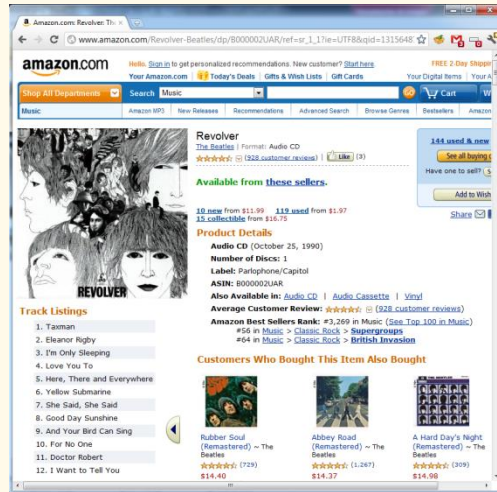 Amazon.com: Revolver: The
www.amazon.com/Revolver-Beatles/dp/B000002UAR/ref=sr_1_1?ie=UTF8&qid=1315648
amazon.com
Hello. Sign in to get personalized recommendations. New customer? Start here.
FREE 2-Day Shipp
Your Amazon.com | Today's Deals | Gifts & Wish Lists | Gift Cards
Your Digital Items | Your A
Shop All Departments
Search Music
GO
Cart
W
Music
Amazon MP3 New Releases Recommendations Advanced Search Browse Genres Bestsellers Amazon
REVOLVER
Revolver
The Beatles | Format: Audio CD
(928 customer reviews) | Like (3)
Available from these sellers.
10 new from $11.99 119 used from $1.97
15 collectible from $16.75
Product Details
Audio CD (October 25, 1990)
Number of Discs: 1
Label: Parlophone/Capitol
ASIN: B000002UAR
Also Available in: Audio CD | Audio Cassette | Vinyl
Average Customer Review: (928 customer reviews)
Amazon Best Sellers Rank: #3,269 in Music (See Top 100 in Music)
#56 in Music > Classic Rock > Supergroups
#64 in Music > Classic Rock > British Invasion
144 used & new
See all buying
Have one to sell?
Add to Wish
Share
Track Listings
1. Taxman
2. Eleanor Rigby
3. I'm Only Sleeping
4. Love You To
5. Here, There and Everywhere
6. Yellow Submarine
7. She Said, She Said
8. Good Day Sunshine
9. And Your Bird Can Sing
10. For No One
11. Doctor Robert
12. I Want to Tell You
Customers Who Bought This Item Also Bought
Rubber Soul
(Remastered) ~ The
Beatles
(729)
$14.40
Abbey Road
(Remastered) ~ The
Beatles
(1,267)
$14.37
A Hard Day's Night
(Remastered) ~ The
Beatles
(309)
$14.98